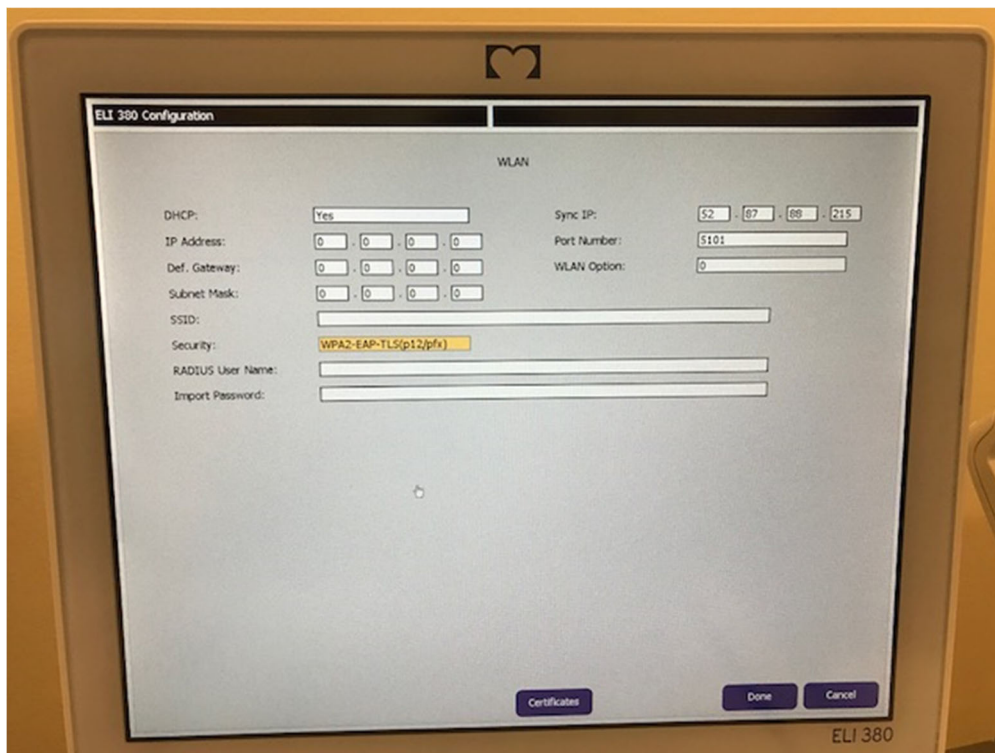 ELI 380 Configuration
WLAN
DHCP: Yes Sync IP: 52 . 87 . 88 . 215
IP Address: 0 . 0 . 0 . 0 Port Number: 5101
Def. Gateway: 0 . 0 . 0 . 0 WLAN Option: 0
Subnet Mask: 0 . 0 . 0 . 0
SSID:
Security: WPA2-EAP-TLS(p12/pfx)
RADIUS User Name:
Import Password:
Certificates Done Cancel
ELI 380